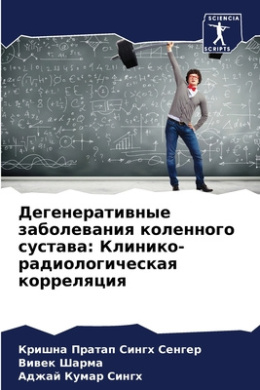 SCIENCIA
SCRIPTS
Дегенеративные
заболевания коленного
сустава: Клинико-
радиологическая
корреляция
Кришна Пратап Сингх Сенгер
Вивек Шарма
Аджай Кумар Сингх